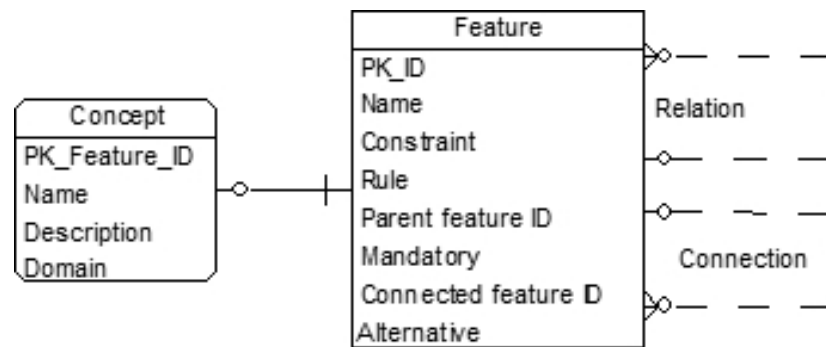 Concept
PK_Feature_ID
Name
Description
Domain
Feature
PK_ID
Name
Constraint
Rule
Parent feature ID
Mandatory
Connected feature ID
Alternative
Relation
Connection